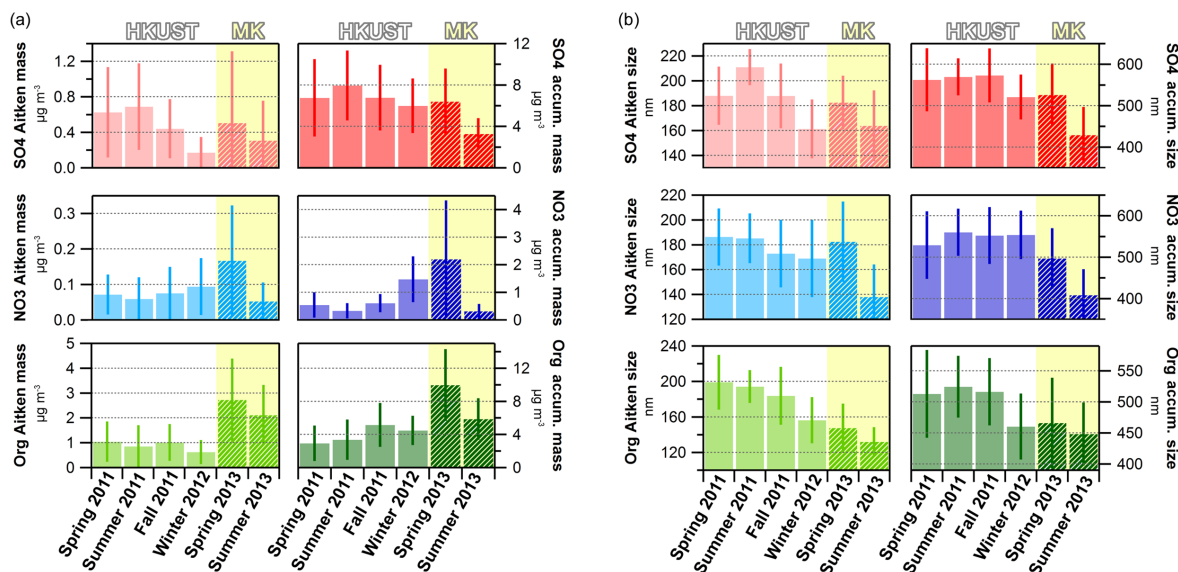 (a)
HKUST MK HKUST MK
SO4 Aitken mass
µg m-3
1.2
0.9
0.6
0.3
0.0
12
8
4
0
SO4 accum. mass
µg m-3
NO3 Aitken mass
µg m-3
0.3
0.2
0.1
0.0
4
3
2
1
0
NO3 accum. mass
µg m-3
Org Aitken mass
µg m-3
5
4
3
2
1
0
12
8
4
0
Org accum. mass
µg m-3
Spring 2011
Summer 2011
Fall 2011
Winter 2012
Spring 2013
Summer 2013
Spring 2011
Summer 2011
Fall 2011
Winter 2012
Spring 2013
Summer 2013
(b)
HKUST MK HKUST MK
SO4 Aitken size
nm
220
200
180
160
140
600
550
500
450
400
SO4 accum. size
nm
NO3 Aitken size
nm
220
200
180
160
140
120
600
550
500
450
400
NO3 accum. size
nm
Org Aitken size
nm
240
200
160
120
550
500
450
400
Org accum. size
nm
Spring 2011
Summer 2011
Fall 2011
Winter 2012
Spring 2013
Summer 2013
Spring 2011
Summer 2011
Fall 2011
Winter 2012
Spring 2013
Summer 2013